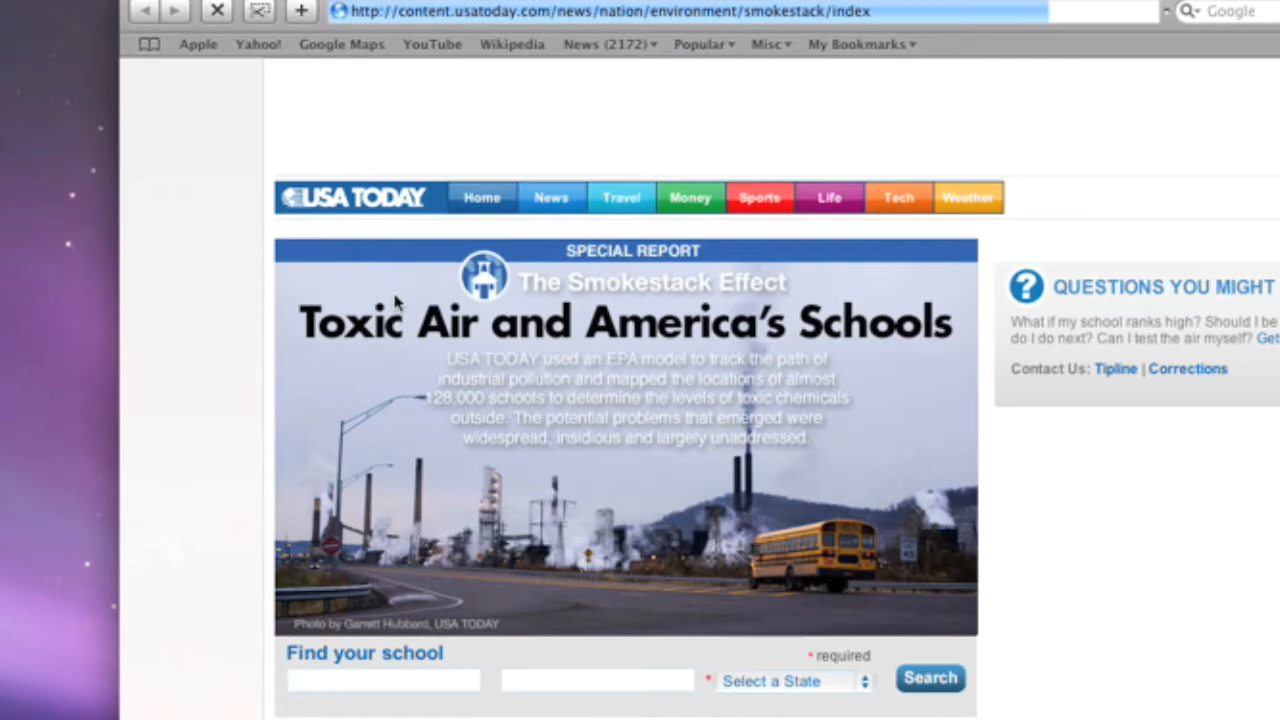 http://content.usatoday.com/news/nation/environment/smokestack/index
Google
Apple Yahoo! Google Maps YouTube Wikipedia News (2172) Popular Misc My Bookmarks
USA TODAY Home News Travel Money Sports Life Tech Weather
SPECIAL REPORT
The Smokestack Effect
Toxic Air and America's Schools
USA TODAY used an EPA model to track the path of
industrial pollution and mapped the locations of almost
128,000 schools to determine the levels of toxic chemicals
outside. The potential problems that emerged were
widespread, insidious and largely unaddressed.
45
Photo by Garrett Hubbard, USA TODAY
? QUESTIONS YOU MIGHT
What if my school ranks high? Should I be
do I do next? Can I test the air myself? Get
Contact Us: Tipline | Corrections
Find your school
* required
* Select a State
Search